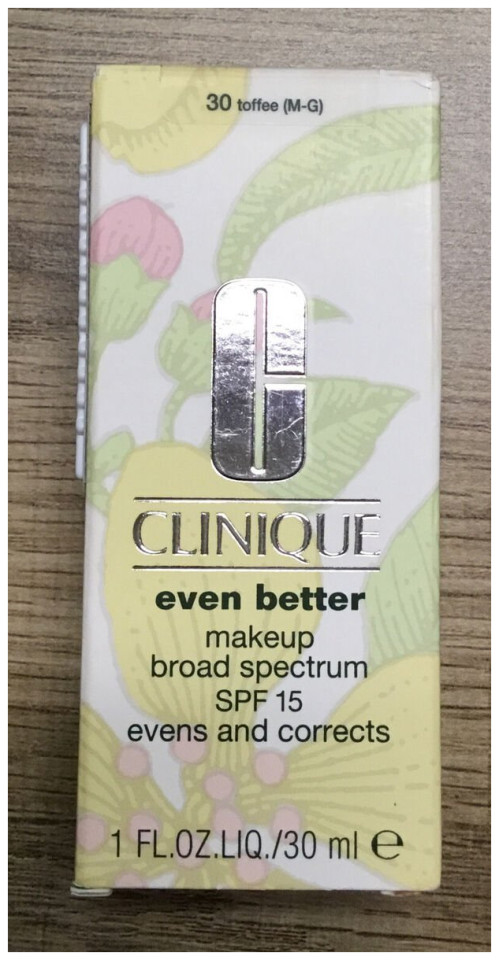 30 toffee (M-G)
CLINIQUE
even better
makeup
broad spectrum
SPF 15
evens and corrects
1 FL.OZ.LIQ./30 ml ℮